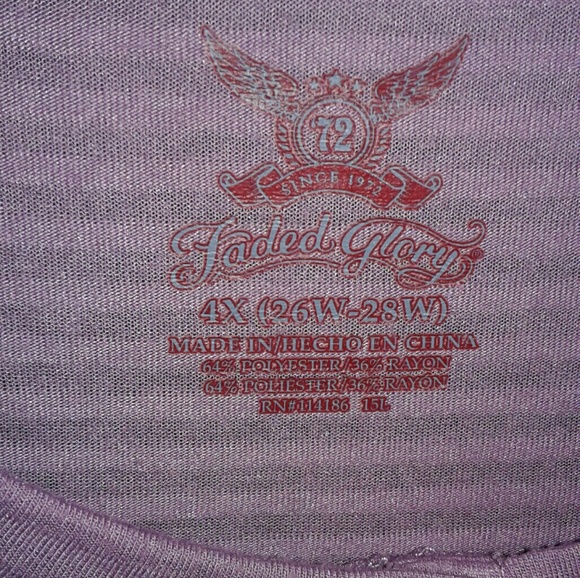 72
SINCE 1972
Faded Glory
4X (26W-28W)
MADE IN/HECHO EN CHINA
64% POLYESTER/36% RAYON
64% POLIESTER/36% RAYON
RN#114186 15L